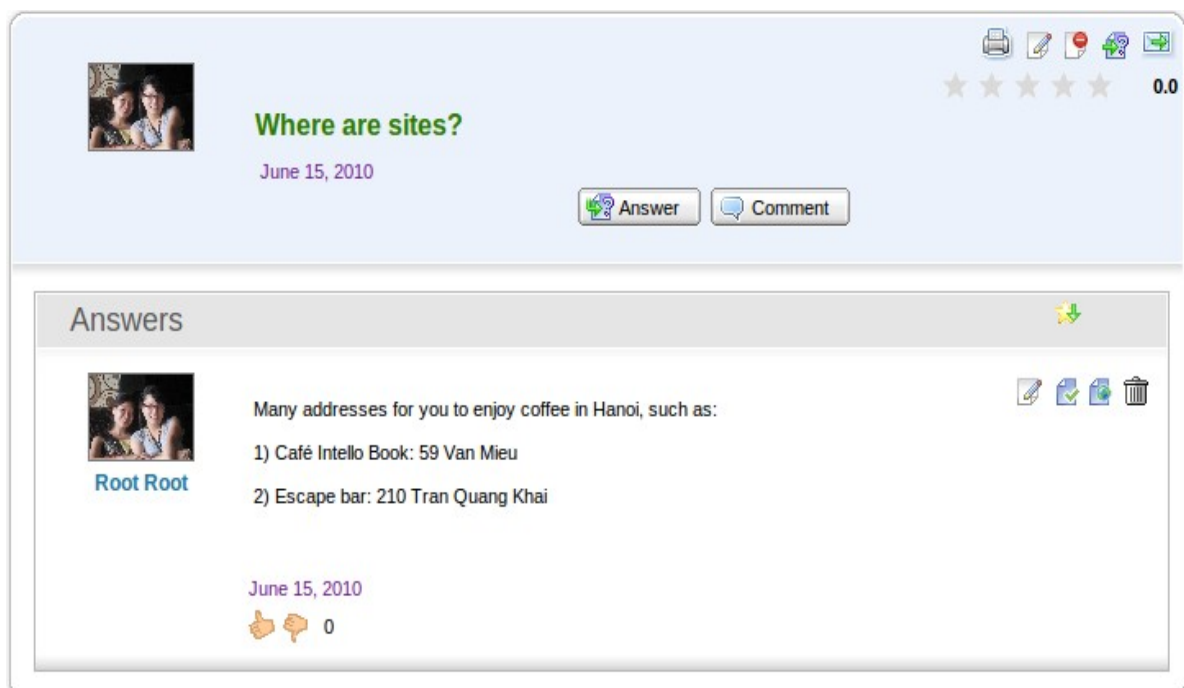 0.0
Where are sites?
June 15, 2010
Answer
Comment
Answers
Many addresses for you to enjoy coffee in Hanoi, such as:
1) Café Intello Book: 59 Van Mieu
Root Root
2) Escape bar: 210 Tran Quang Khai
June 15, 2010
0